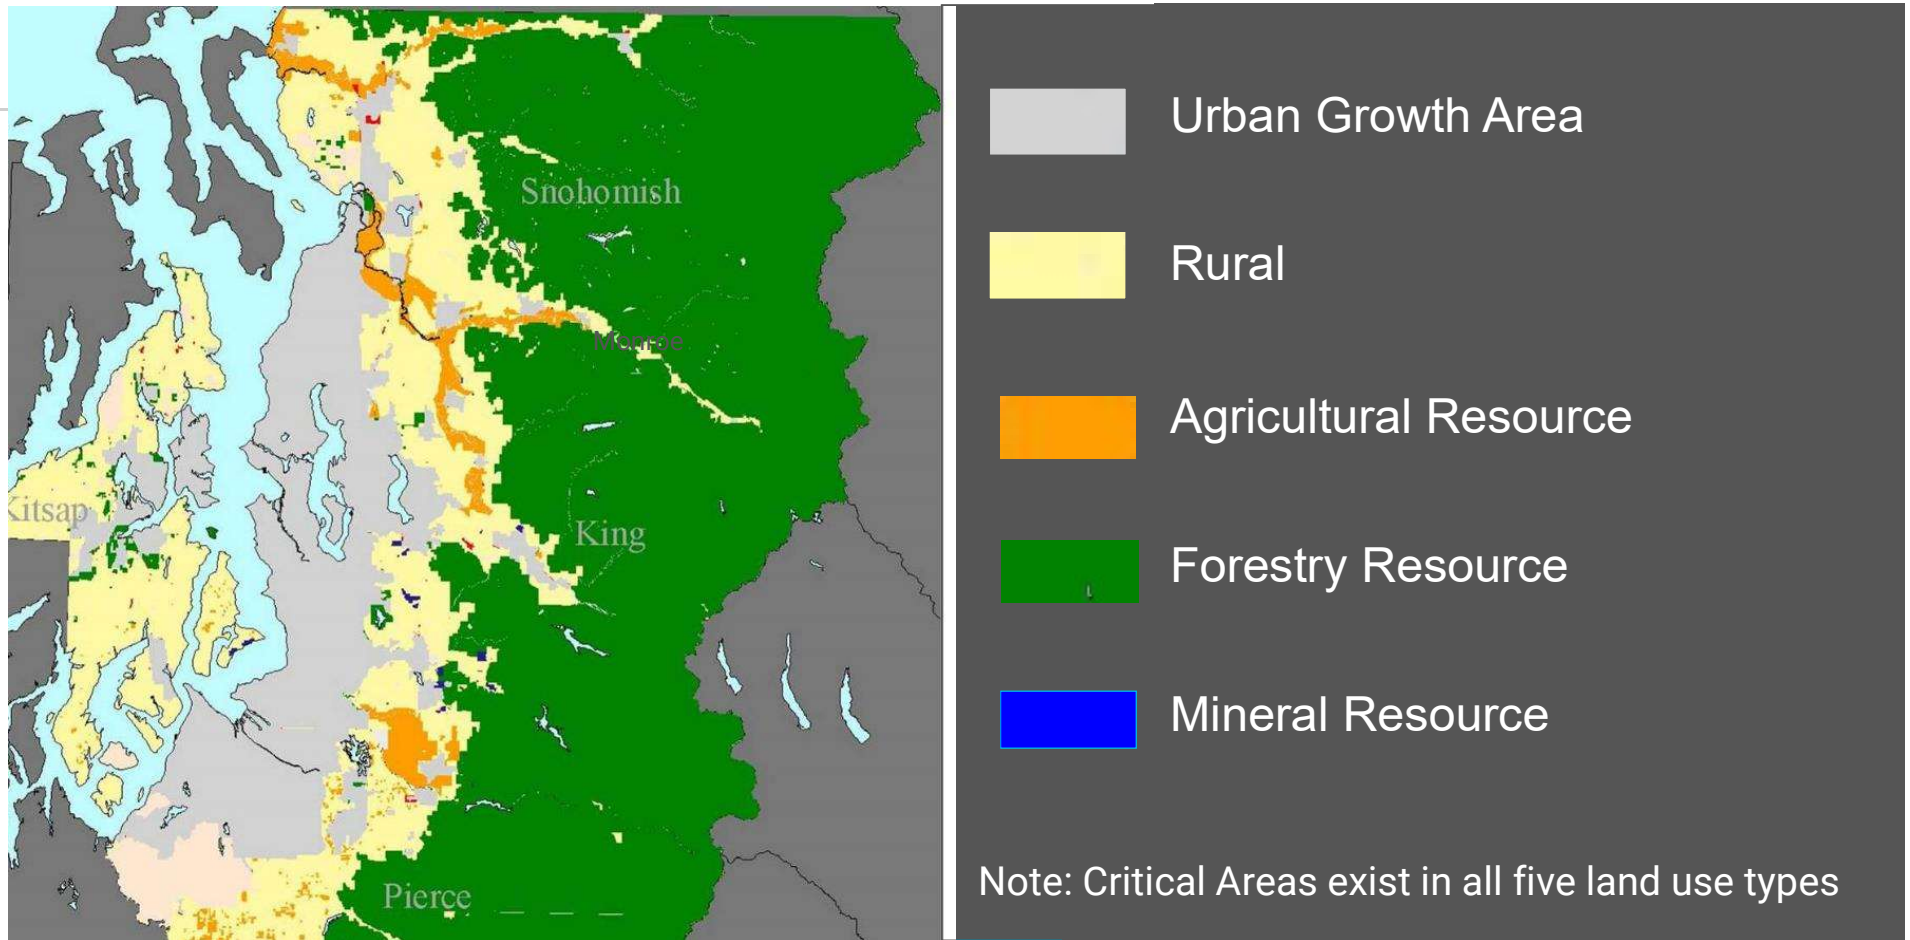 Snohomish
Monroe
Kitsap
King
Pierce
Urban Growth Area
Rural
Agricultural Resource
Forestry Resource
Mineral Resource
Note: Critical Areas exist in all five land use types